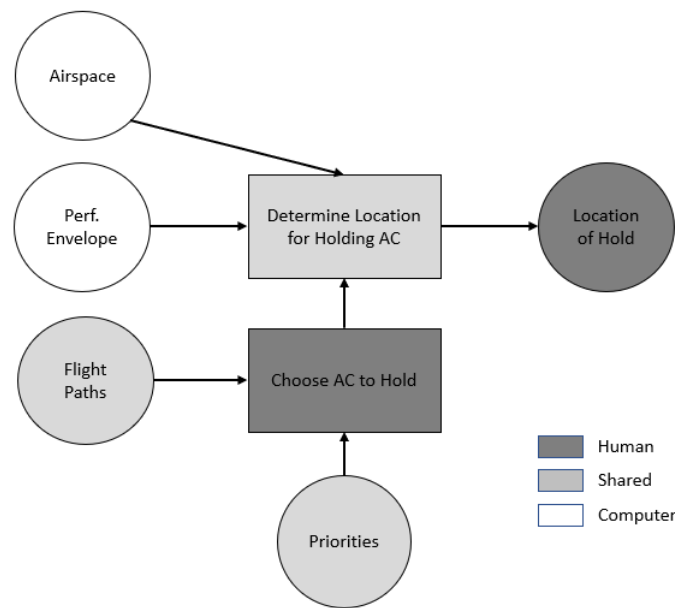 Airspace
Perf.
Envelope
Determine Location
for Holding AC
Location
of Hold
Flight
Paths
Choose AC to Hold
Priorities
Human
Shared
Computer